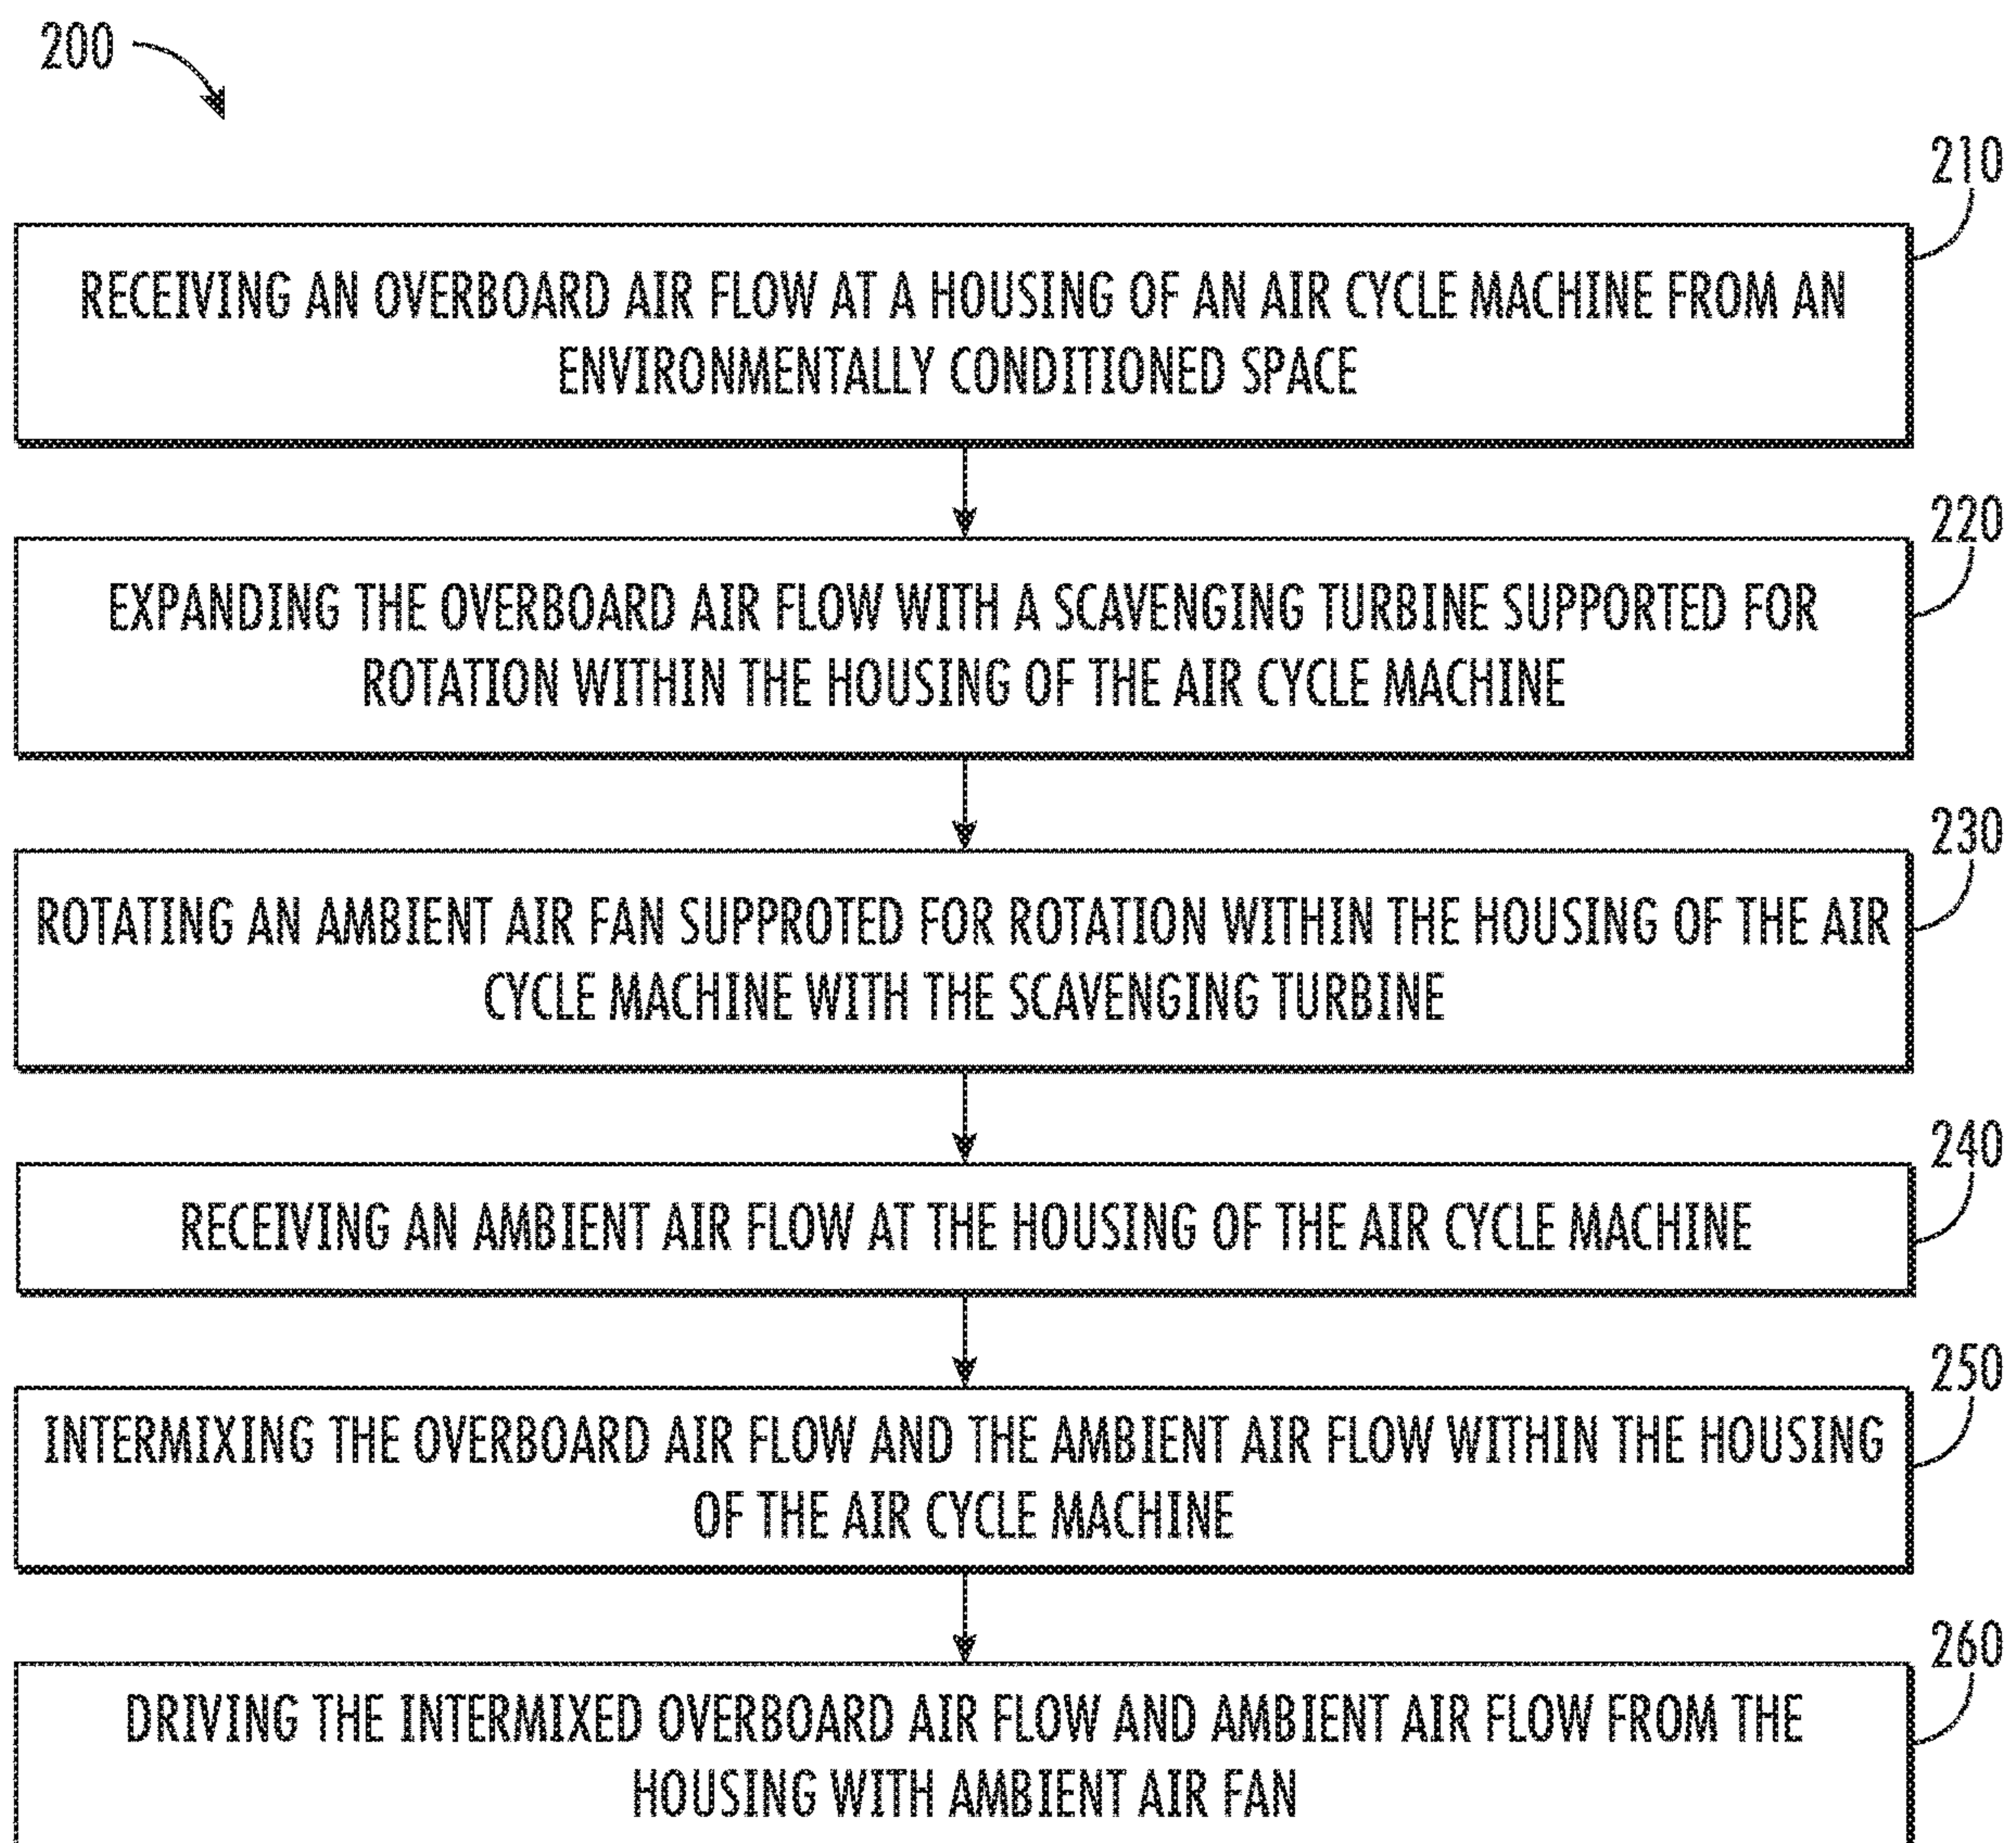 200
210
RECEIVING AN OVERBOARD AIR FLOW AT A HOUSING OF AN AIR CYCLE MACHINE FROM AN
ENVIRONMENTALLY CONDITIONED SPACE
220
EXPANDING THE OVERBOARD AIR FLOW WITH A SCAVENGING TURBINE SUPPORTED FOR
ROTATION WITHIN THE HOUSING OF THE AIR CYCLE MACHINE
230
ROTATING AN AMBIENT AIR FAN SUPPROTED FOR ROTATION WITHIN THE HOUSING OF THE AIR
CYCLE MACHINE WITH THE SCAVENGING TURBINE
240
RECEIVING AN AMBIENT AIR FLOW AT THE HOUSING OF THE AIR CYCLE MACHINE
250
INTERMIXING THE OVERBOARD AIR FLOW AND THE AMBIENT AIR FLOW WITHIN THE HOUSING
OF THE AIR CYCLE MACHINE
260
DRIVING THE INTERMIXED OVERBOARD AIR FLOW AND AMBIENT AIR FLOW FROM THE
HOUSING WITH AMBIENT AIR FAN